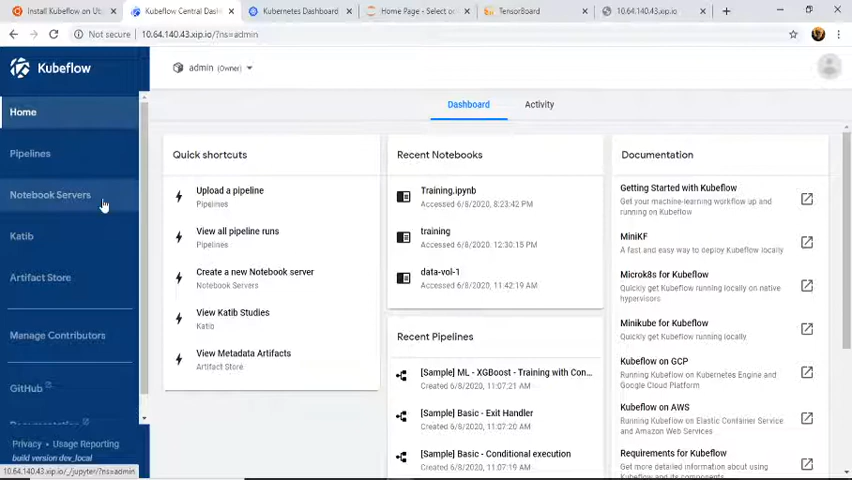 Install Kubeflow on Ub
Kubeflow Central Dash
Kubernetes Dashboard
Home Page - Select or
TensorBoard
10.64.140.43.xip.io
Not secure | 10.64.140.43.xip.io/?ns=admin
Kubeflow
admin (Owner)
Home
Pipelines
Notebook Servers
Katib
Artifact Store
Manage Contributors
GitHub
Privacy • Usage Reporting
build version dev_local
10.64.140.43.xip.io/_/jupyter/?ns=admin
Dashboard
Activity
Quick shortcuts
Upload a pipeline
Pipelines
View all pipeline runs
Pipelines
Create a new Notebook server
Notebook Servers
View Katib Studies
Katib
View Metadata Artifacts
Artifact Store
Recent Notebooks
Training.ipynb
Accessed 6/8/2020, 8:23:42 PM
training
Accessed 6/8/2020, 12:30:15 PM
data-vol-1
Accessed 6/8/2020, 11:42:19 AM
Recent Pipelines
[Sample] ML - XGBoost - Training with Con...
Created 6/8/2020, 11:07:21 AM
[Sample] Basic - Exit Handler
Created 6/8/2020, 11:07:20 AM
[Sample] Basic - Conditional execution
Created 6/8/2020, 11:07:19 AM
Documentation
Getting Started with Kubeflow
Get your machine-learning workflow up and
running on Kubeflow
MiniKF
A fast and easy way to deploy Kubeflow locally
Microk8s for Kubeflow
Quickly get Kubeflow running locally on native
hypervisors
Minikube for Kubeflow
Quickly get Kubeflow running locally
Kubeflow on GCP
Running Kubeflow on Kubernetes Engine and
Google Cloud Platform
Kubeflow on AWS
Running Kubeflow on Elastic Container Service
and Amazon Web Services
Requirements for Kubeflow
Get more detailed information about using